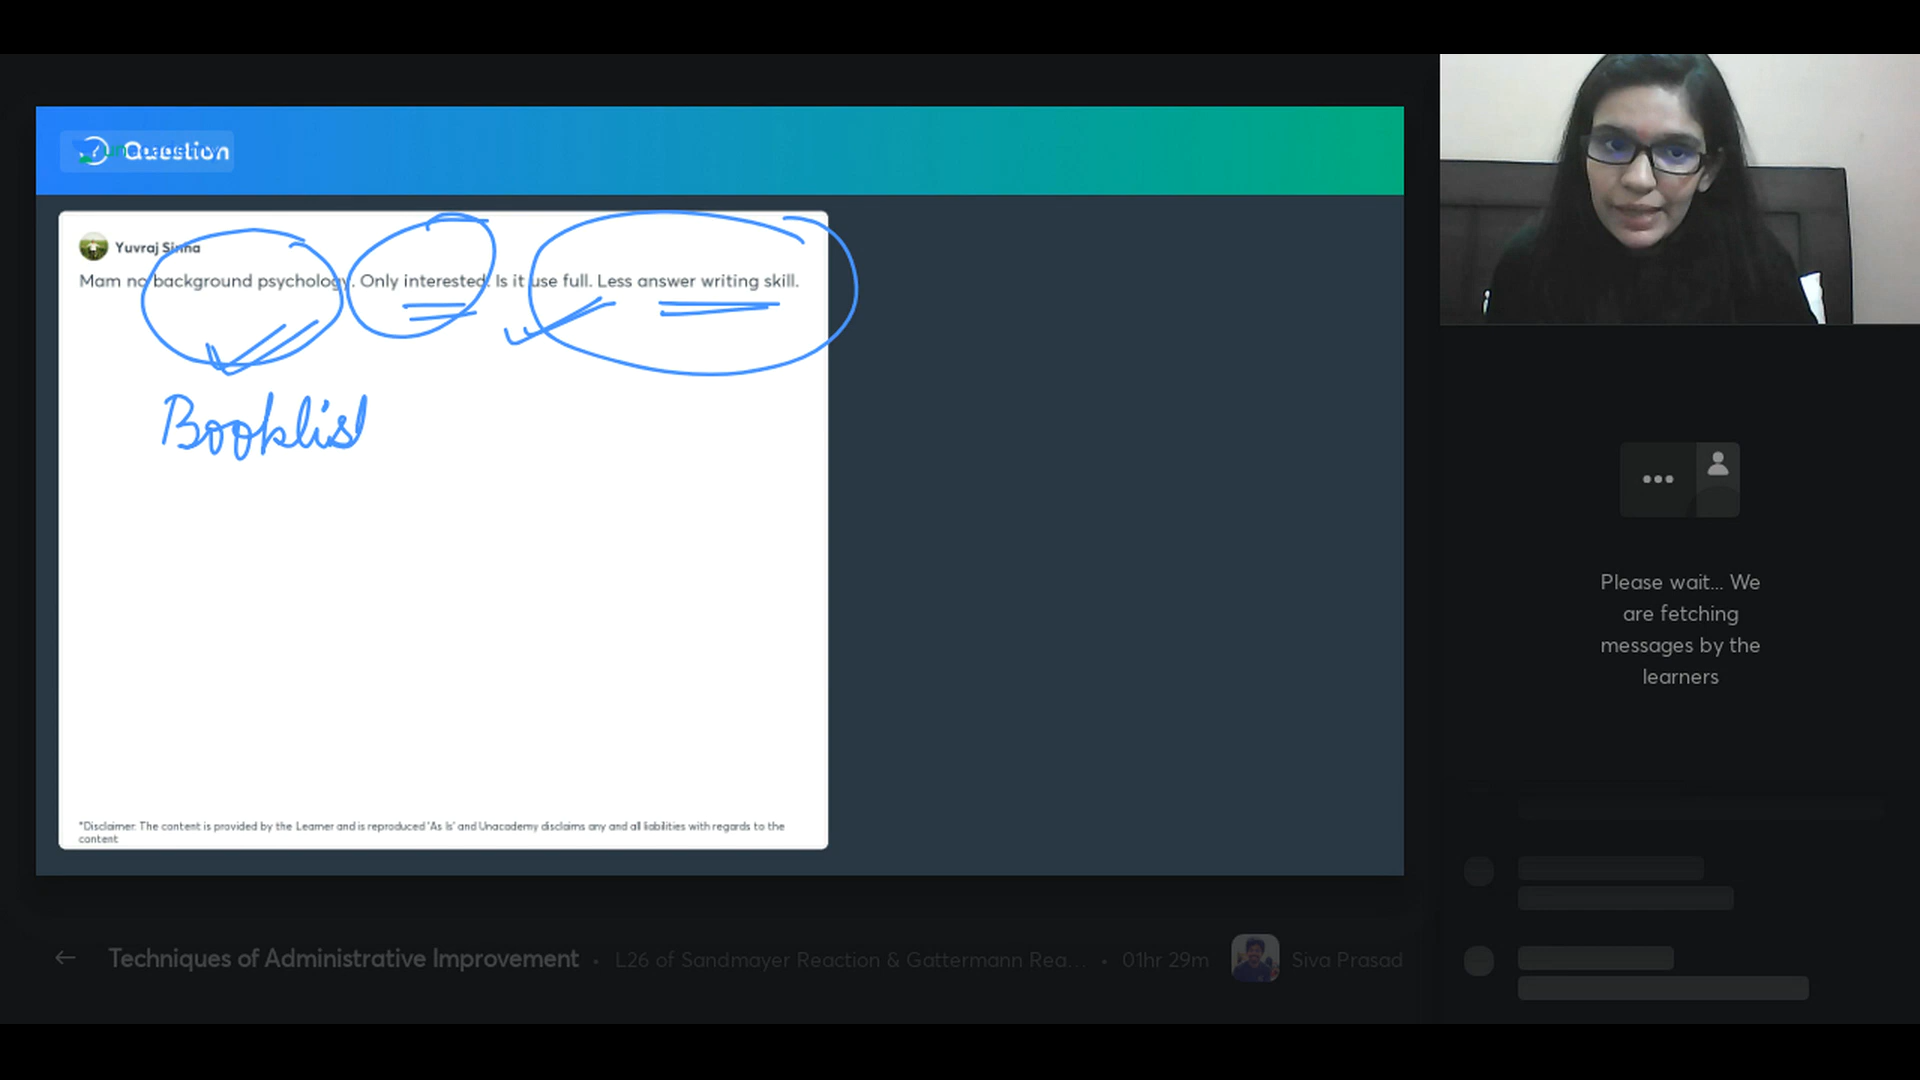 Question
Yuvraj Sinha
Mam no background psychology. Only interested. Is it use full. Less answer writing skill.
Booklist
*Disclaimer: The content is provided by the Learner and is reproduced 'As Is' and Unacademy disclaims any and all liabilities with regards to the
content
Please wait... We
are fetching
messages by the
learners
Techniques of Administrative Improvement • L26 of Sandmayer Reaction & Gattermann Rea... • 01hr 29m Siva Prasad